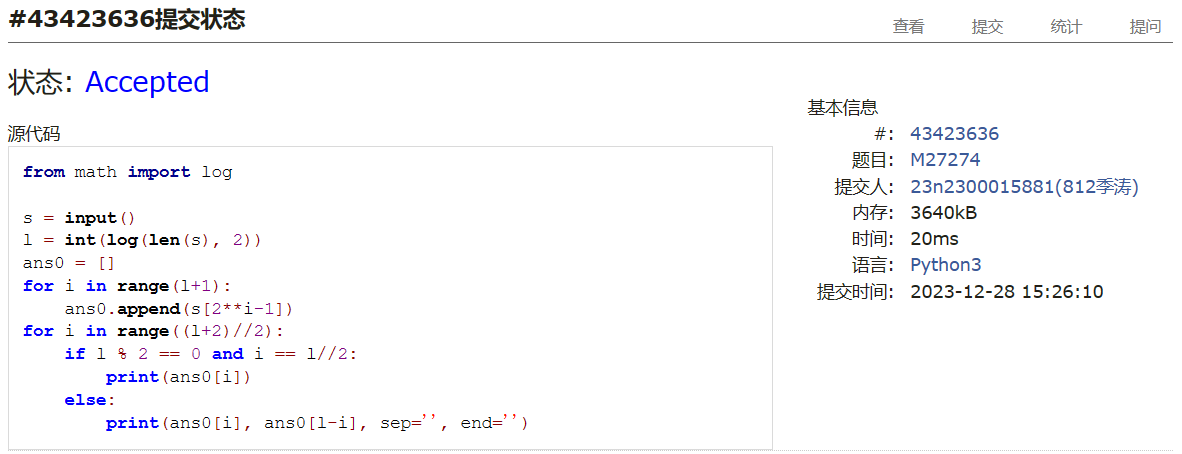 #43423636提交状态
查看 提交 统计 提问
状态: Accepted
源代码
from math import log

s = input()
l = int(log(len(s), 2))
ans0 = []
for i in range(l+1):
    ans0.append(s[2**i-1])
for i in range((l+2)//2):
    if l % 2 == 0 and i == l//2:
        print(ans0[i])
    else:
        print(ans0[i], ans0[l-i], sep='', end='')
基本信息
#: 43423636
题目: M27274
提交人: 23n2300015881(812季涛)
内存: 3640kB
时间: 20ms
语言: Python3
提交时间: 2023-12-28 15:26:10